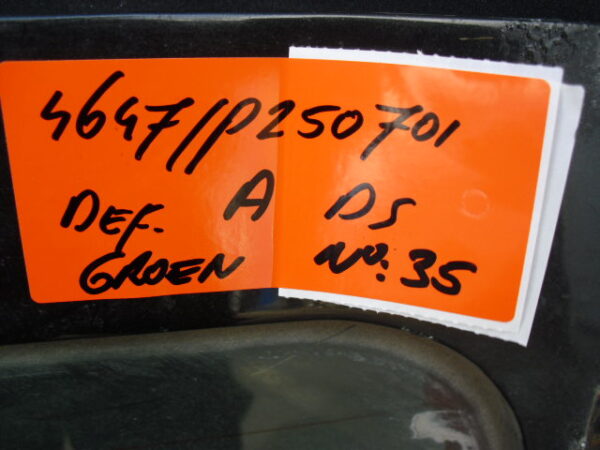 4647//P250701
A DS
DEF.
GROEN NO: 35